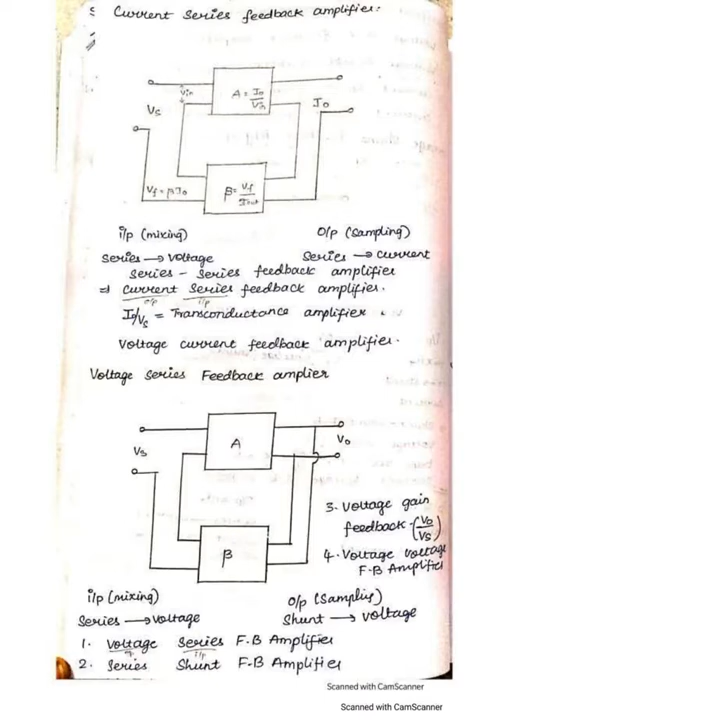 Current Series feedback amplifier:
Vin
A = Io/Vin
Vs
Io
Vf = βIo
β = Vf/Iout
i/p (mixing)
O/p (Sampling)
Series → voltage
Series → current
Series - Series feedback amplifier
⇒ Current Series feedback amplifier.
o/p i/p
Io/Vs = Transconductance amplifier
Voltage current feedback amplifier.
Voltage Series Feedback amplier
A
Vs
Vo
β
3. Voltage gain
feedback (Vo/Vs)
4. Voltage voltage
F.B Amplifier
i/p (mixing)
o/p (Sampling)
Series → voltage
Shunt → voltage
1. Voltage Series F.B Amplifier
i/p
2. Series Shunt F-B Amplifier
Scanned with CamScanner
Scanned with CamScanner